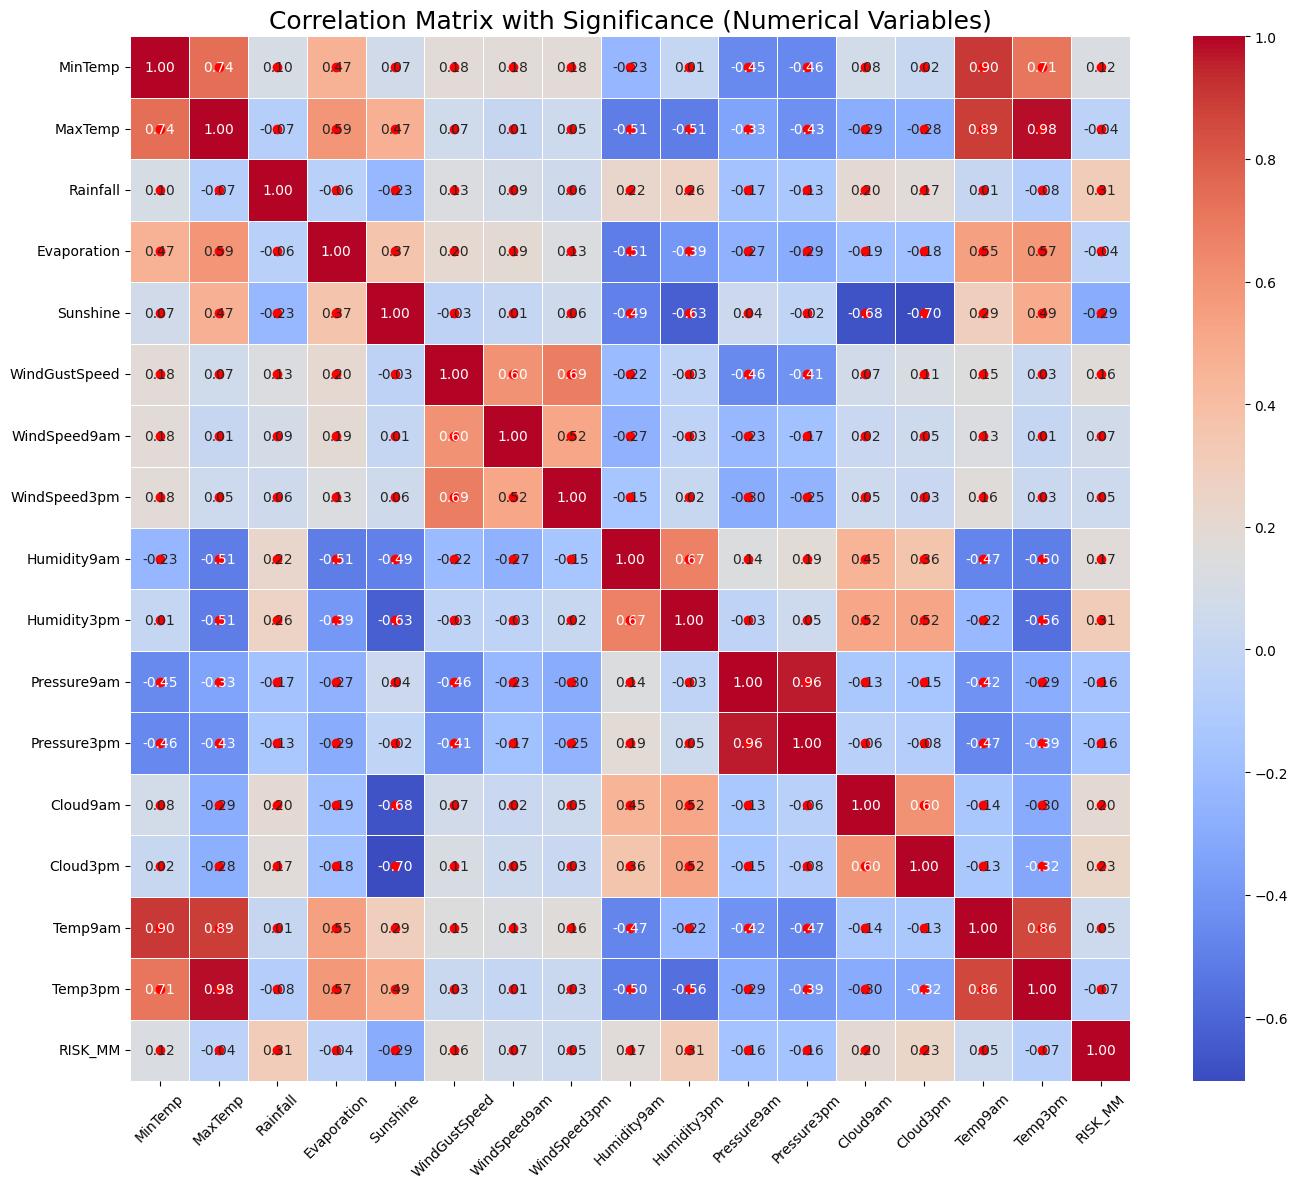 Correlation Matrix with Significance (Numerical Variables)
MinTemp 1.00 0.74 0.10 0.47 0.07 0.18 0.18 0.18 -0.23 0.01 -0.45 -0.46 0.08 0.02 0.90 0.71 0.12
MaxTemp 0.74 1.00 -0.07 0.59 0.47 0.07 0.01 0.05 -0.51 -0.51 -0.33 -0.43 -0.29 -0.28 0.89 0.98 -0.04
Rainfall 0.10 -0.07 1.00 -0.06 -0.23 0.13 0.09 0.06 0.22 0.26 -0.17 -0.13 0.20 0.17 0.01 -0.08 0.31
Evaporation 0.47 0.59 -0.06 1.00 0.37 0.20 0.19 0.13 -0.51 -0.39 -0.27 -0.29 -0.19 -0.18 0.55 0.57 -0.04
Sunshine 0.07 0.47 -0.23 0.37 1.00 -0.03 0.01 0.06 -0.49 -0.63 0.04 -0.02 -0.68 -0.70 0.29 0.49 -0.29
WindGustSpeed 0.18 0.07 0.13 0.20 -0.03 1.00 0.60 0.69 -0.22 -0.03 -0.46 -0.41 0.07 0.11 0.15 0.03 0.16
WindSpeed9am 0.18 0.01 0.09 0.19 0.01 0.60 1.00 0.52 -0.27 -0.03 -0.23 -0.17 0.02 0.05 0.13 0.01 0.07
WindSpeed3pm 0.18 0.05 0.06 0.13 0.06 0.69 0.52 1.00 -0.15 0.02 -0.30 -0.25 0.05 0.03 0.16 0.03 0.05
Humidity9am -0.23 -0.51 0.22 -0.51 -0.49 -0.22 -0.27 -0.15 1.00 0.67 0.14 0.19 0.45 0.36 -0.47 -0.50 0.17
Humidity3pm 0.01 -0.51 0.26 -0.39 -0.63 -0.03 -0.03 0.02 0.67 1.00 -0.03 0.05 0.52 0.52 -0.22 -0.56 0.31
Pressure9am -0.45 -0.33 -0.17 -0.27 0.04 -0.46 -0.23 -0.30 0.14 -0.03 1.00 0.96 -0.13 -0.15 -0.42 -0.29 -0.16
Pressure3pm -0.46 -0.43 -0.13 -0.29 -0.02 -0.41 -0.17 -0.25 0.19 0.05 0.96 1.00 -0.06 -0.08 -0.47 -0.39 -0.16
Cloud9am 0.08 -0.29 0.20 -0.19 -0.68 0.07 0.02 0.05 0.45 0.52 -0.13 -0.06 1.00 0.60 -0.14 -0.30 0.20
Cloud3pm 0.02 -0.28 0.17 -0.18 -0.70 0.11 0.05 0.03 0.36 0.52 -0.15 -0.08 0.60 1.00 -0.13 -0.32 0.23
Temp9am 0.90 0.89 0.01 0.55 0.29 0.15 0.13 0.16 -0.47 -0.22 -0.42 -0.47 -0.14 -0.13 1.00 0.86 0.05
Temp3pm 0.71 0.98 -0.08 0.57 0.49 0.03 0.01 0.03 -0.50 -0.56 -0.29 -0.39 -0.30 -0.32 0.86 1.00 -0.07
RISK_MM 0.12 -0.04 0.31 -0.04 -0.29 0.16 0.07 0.05 0.17 0.31 -0.16 -0.16 0.20 0.23 0.05 -0.07 1.00
MinTemp MaxTemp Rainfall Evaporation Sunshine WindGustSpeed WindSpeed9am WindSpeed3pm Humidity9am Humidity3pm Pressure9am Pressure3pm Cloud9am Cloud3pm Temp9am Temp3pm RISK_MM
1.0
0.8
0.6
0.4
0.2
0.0
−0.2
−0.4
−0.6